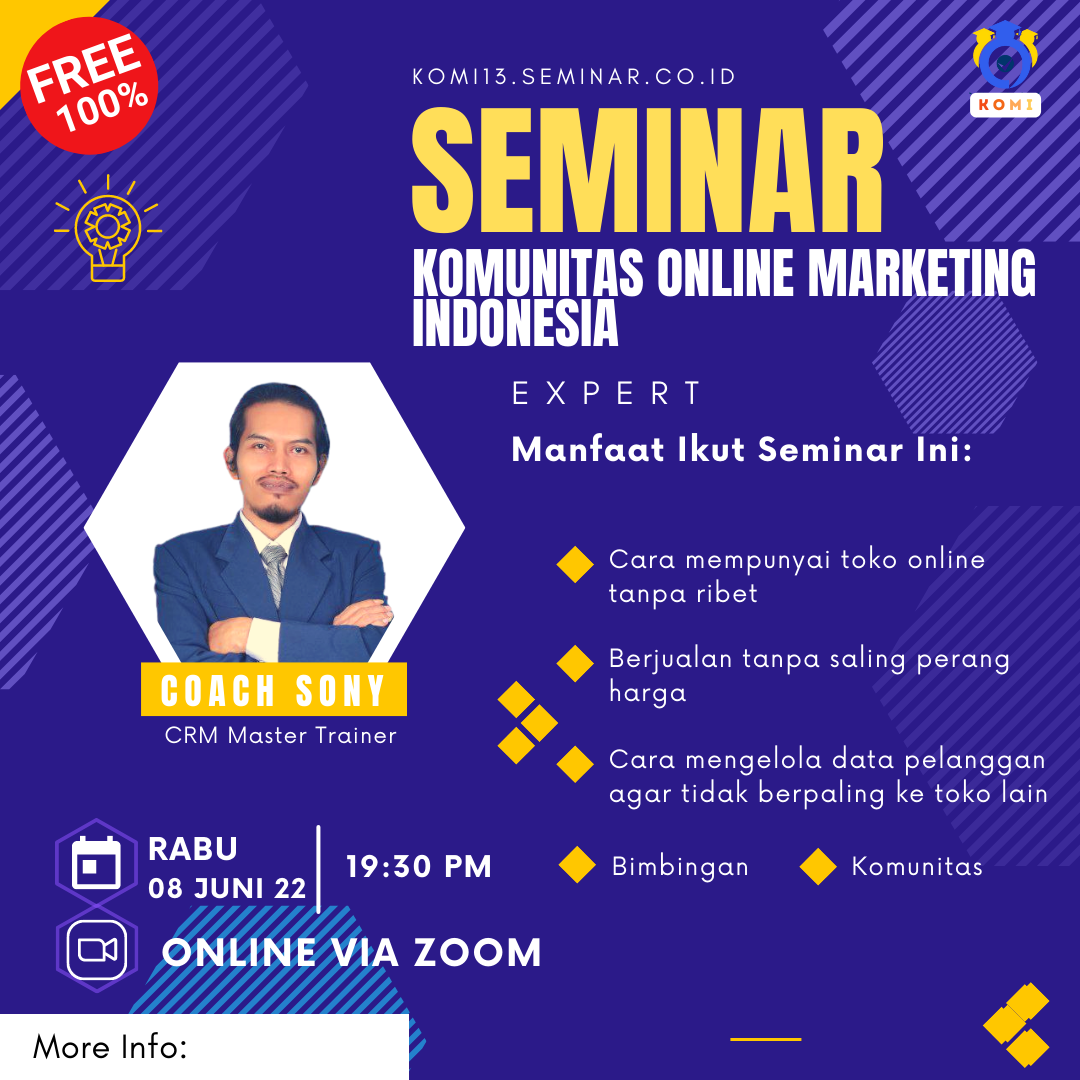 FREE
100%
KOMI13.SEMINAR.CO.ID
KOMI
SEMINAR
KOMUNITAS ONLINE MARKETING
INDONESIA
EXPERT
Manfaat Ikut Seminar Ini:
Cara mempunyai toko online
tanpa ribet
Berjualan tanpa saling perang
harga
Cara mengelola data pelanggan
agar tidak berpaling ke toko lain
Bimbingan
Komunitas
COACH SONY
CRM Master Trainer
RABU
08 JUNI 22
19:30 PM
ONLINE VIA ZOOM
More Info: